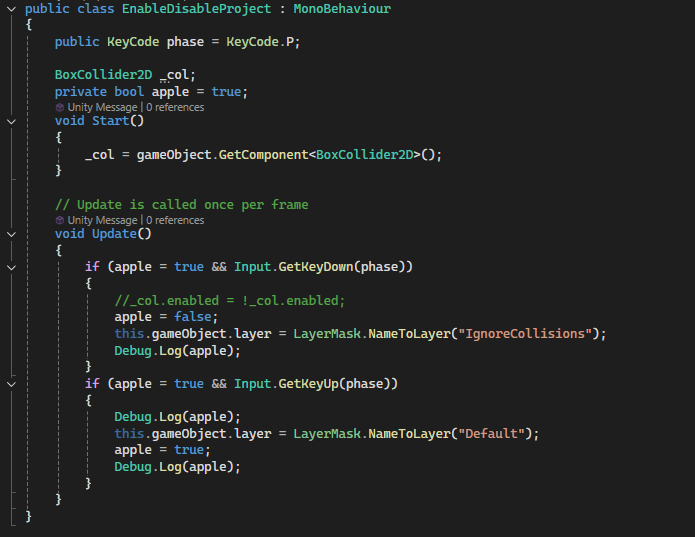 public class EnableDisableProject : MonoBehaviour
{
public KeyCode phase = KeyCode.P;
BoxCollider2D _col;
private bool apple = true;
Unity Message | 0 references
void Start()
{
_col = gameObject.GetComponent<BoxCollider2D>();
}
// Update is called once per frame
Unity Message | 0 references
void Update()
{
if (apple = true && Input.GetKeyDown(phase))
{
//_col.enabled = !_col.enabled;
apple = false;
this.gameObject.layer = LayerMask.NameToLayer("IgnoreCollisions");
Debug.Log(apple);
}
if (apple = true && Input.GetKeyUp(phase))
{
Debug.Log(apple);
this.gameObject.layer = LayerMask.NameToLayer("Default");
apple = true;
Debug.Log(apple);
}
}
}